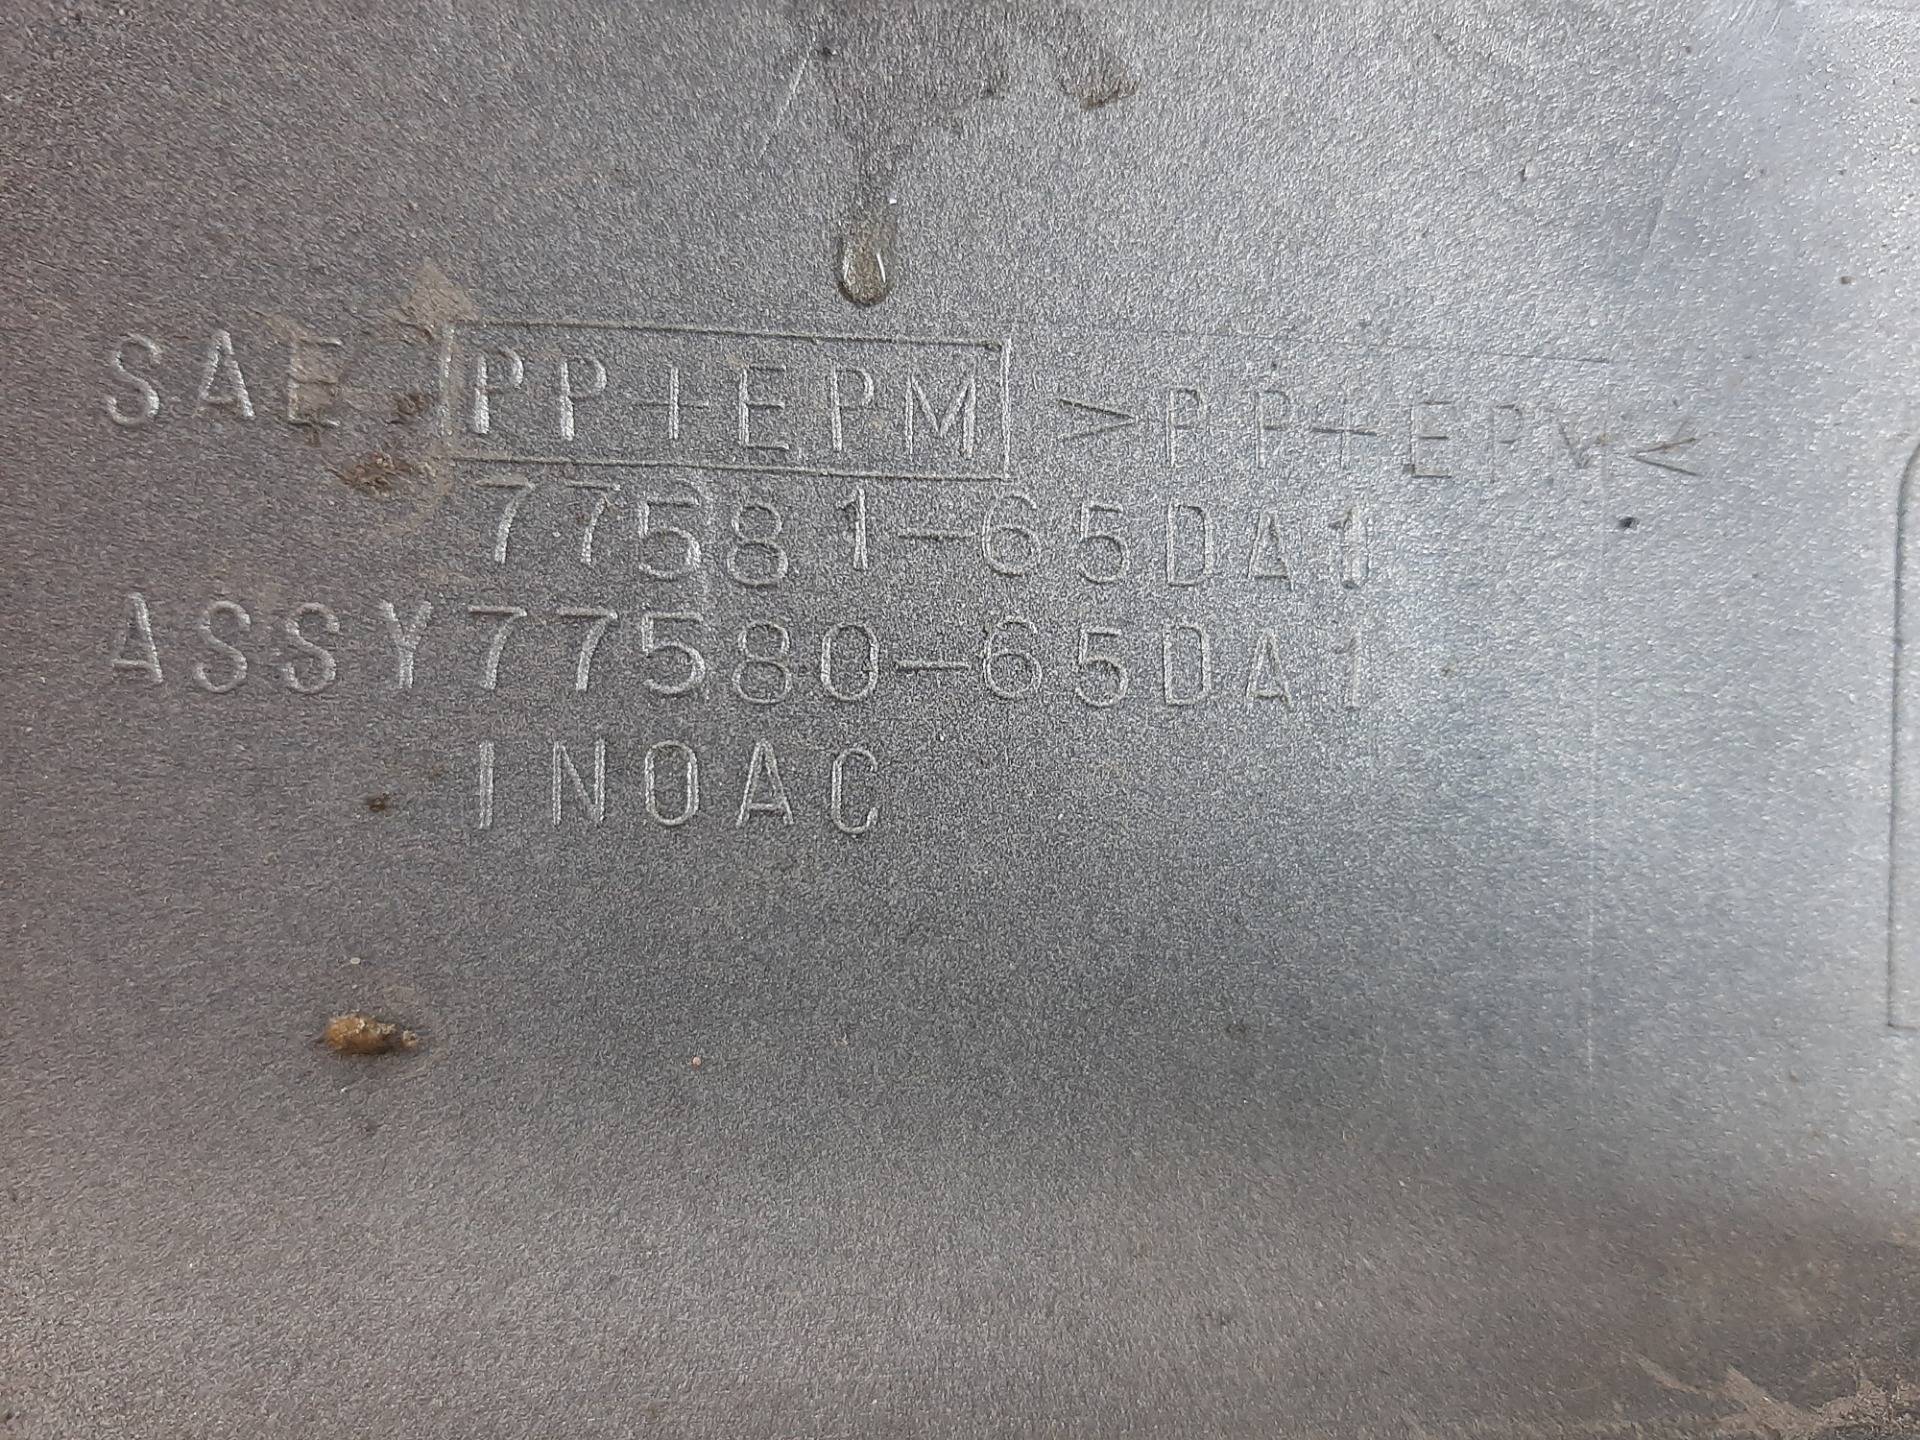 SAE PP+EPM >PP+EPM<
77581-65DA1
ASSY77580-65DA1
INOAC